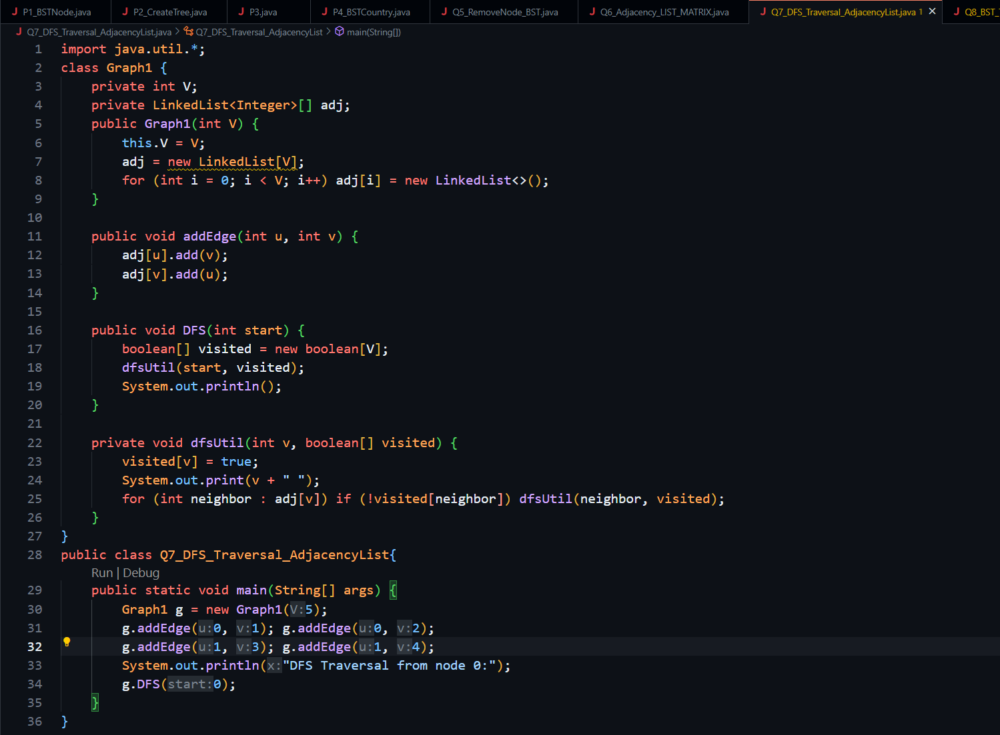 P1_BSTNode.java P2_CreateTree.java P3.java P4_BSTCountry.java Q5_RemoveNode_BST.java Q6_Adjacency_LIST_MATRIX.java Q7_DFS_Traversal_AdjacencyList.java 1 Q8_BST_
Q7_DFS_Traversal_AdjacencyList.java > Q7_DFS_Traversal_AdjacencyList > main(String[])
1 import java.util.*;
2 class Graph1 {
3     private int V;
4     private LinkedList<Integer>[] adj;
5     public Graph1(int V) {
6         this.V = V;
7         adj = new LinkedList[V];
8         for (int i = 0; i < V; i++) adj[i] = new LinkedList<>();
9     }
10
11     public void addEdge(int u, int v) {
12         adj[u].add(v);
13         adj[v].add(u);
14     }
15
16     public void DFS(int start) {
17         boolean[] visited = new boolean[V];
18         dfsUtil(start, visited);
19         System.out.println();
20     }
21
22     private void dfsUtil(int v, boolean[] visited) {
23         visited[v] = true;
24         System.out.print(v + " ");
25         for (int neighbor : adj[v]) if (!visited[neighbor]) dfsUtil(neighbor, visited);
26     }
27 }
28 public class Q7_DFS_Traversal_AdjacencyList{
Run | Debug
29     public static void main(String[] args) {
30         Graph1 g = new Graph1(V:5);
31         g.addEdge(u:0, v:1); g.addEdge(u:0, v:2);
32         g.addEdge(u:1, v:3); g.addEdge(u:1, v:4);
33         System.out.println(x:"DFS Traversal from node 0:");
34         g.DFS(start:0);
35     }
36 }